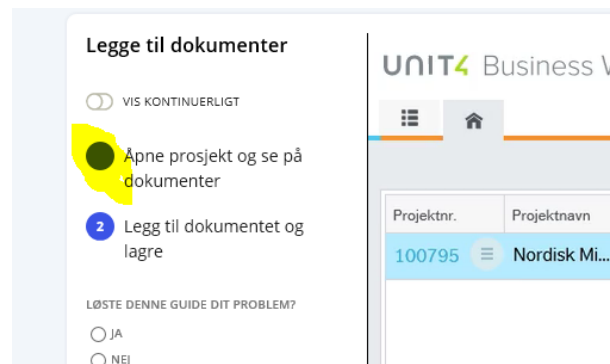 Legge til dokumenter
UNIT4 Business
VIS KONTINUERLIGT
Åpne prosjekt og se på
dokumenter
2 Legg til dokumentet og
lagre
LØSTE DENNE GUIDE DIT PROBLEM?
JA
NEI
Projektnr. Projektnavn
100795 Nordisk Mi...